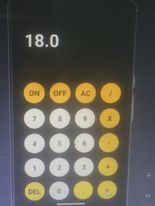 18.0
ON OFF AC /
7 8 9 X
4 5 6 -
1 2 3 +
DEL 0 .